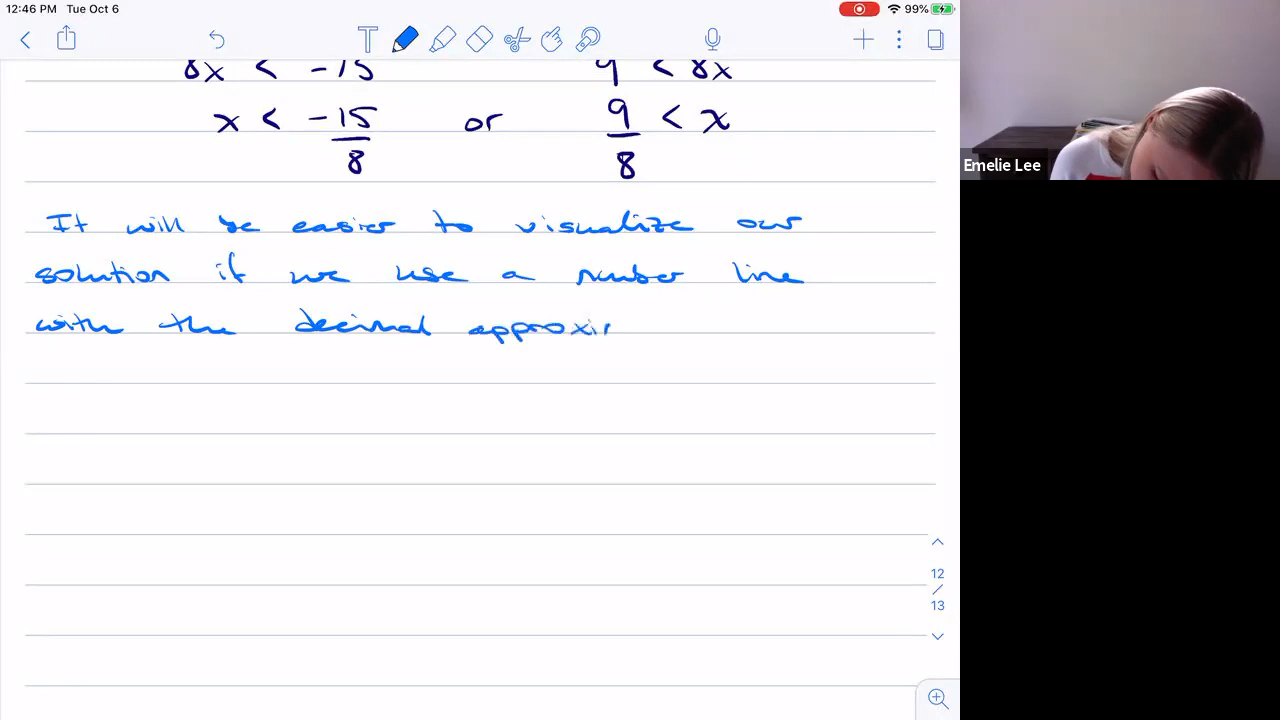 12:46 PM Tue Oct 6
99%
8x < -15 9 < 8x
x < -15/8 or 9/8 < x
Emelie Lee
It will be easier to visualize our
solution if we use a number line
with the decimal approxim
12
/
13